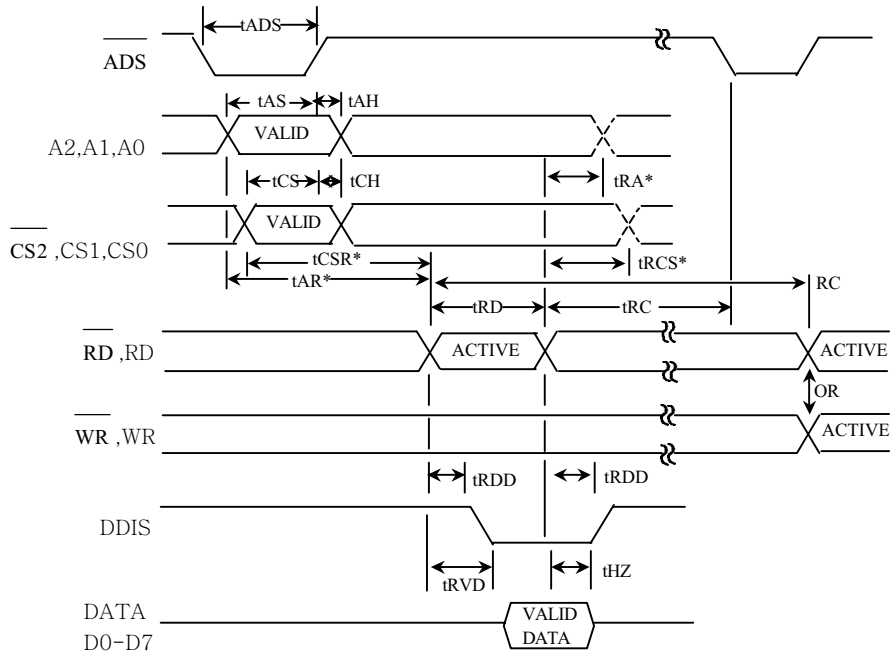 tADS
ADS
tAS tAH
VALID
A2,A1,A0
tCS tCH tRA*
VALID
CS2 ,CS1,CS0
tCSR* tRCS*
tAR* RC
tRD tRC
RD ,RD ACTIVE ACTIVE
OR
WR ,WR ACTIVE
tRDD tRDD
DDIS
tRVD tHZ
DATA VALID
D0-D7 DATA